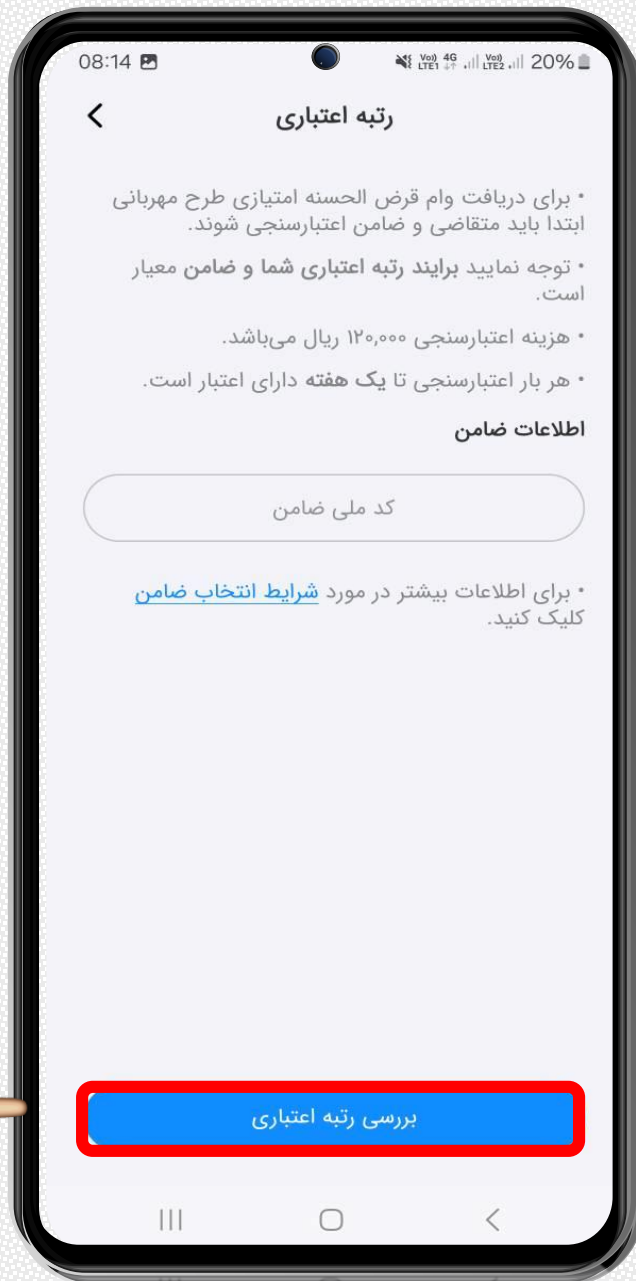 08:14 LTE1 4G LTE2 20%
رتبه اعتباری
• برای دریافت وام قرض الحسنه امتیازی طرح مهربانی
ابتدا باید متقاضی و ضامن اعتبارسنجی شوند.
• توجه نمایید برایند رتبه اعتباری شما و ضامن معیار
است.
• هزینه اعتبارسنجی ۱۲۰,۰۰۰ ریال می‌باشد.
• هر بار اعتبارسنجی تا یک هفته دارای اعتبار است.
اطلاعات ضامن
کد ملی ضامن
• برای اطلاعات بیشتر در مورد شرایط انتخاب ضامن
کلیک کنید.
بررسی رتبه اعتباری